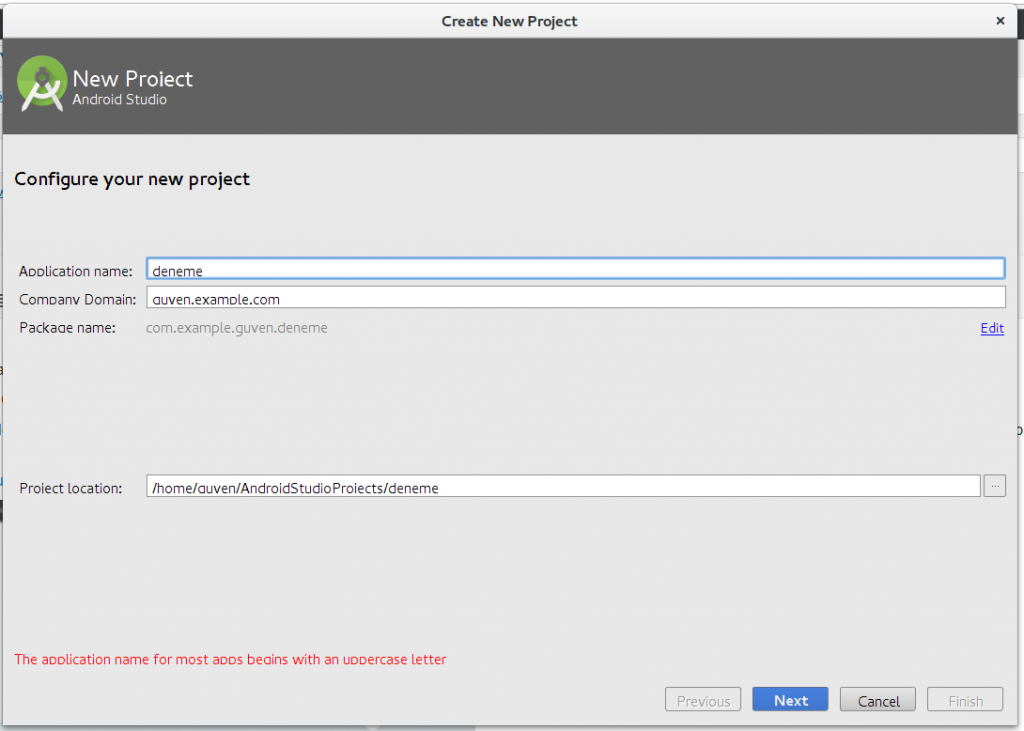 Create New Project ×
New Project
Android Studio
Configure your new project
Application name: deneme
Company Domain: guven.example.com
Package name: com.example.guven.deneme Edit
Project location: /home/guven/AndroidStudioProjects/deneme ...
The application name for most apps begins with an uppercase letter
Previous Next Cancel Finish